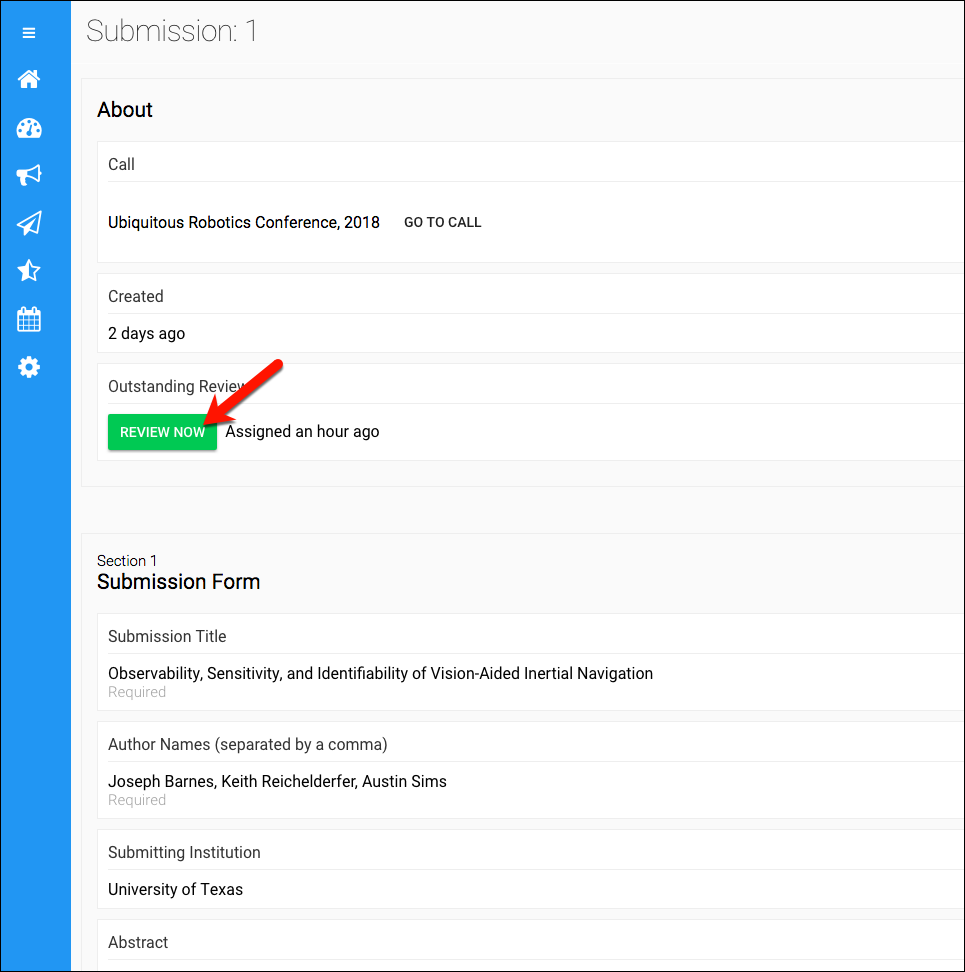 Submission: 1
About
Call
Ubiquitous Robotics Conference, 2018 GO TO CALL
Created
2 days ago
Outstanding Review
REVIEW NOW Assigned an hour ago
Section 1
Submission Form
Submission Title
Observability, Sensitivity, and Identifiability of Vision-Aided Inertial Navigation
Required
Author Names (separated by a comma)
Joseph Barnes, Keith Reichelderfer, Austin Sims
Required
Submitting Institution
University of Texas
Abstract